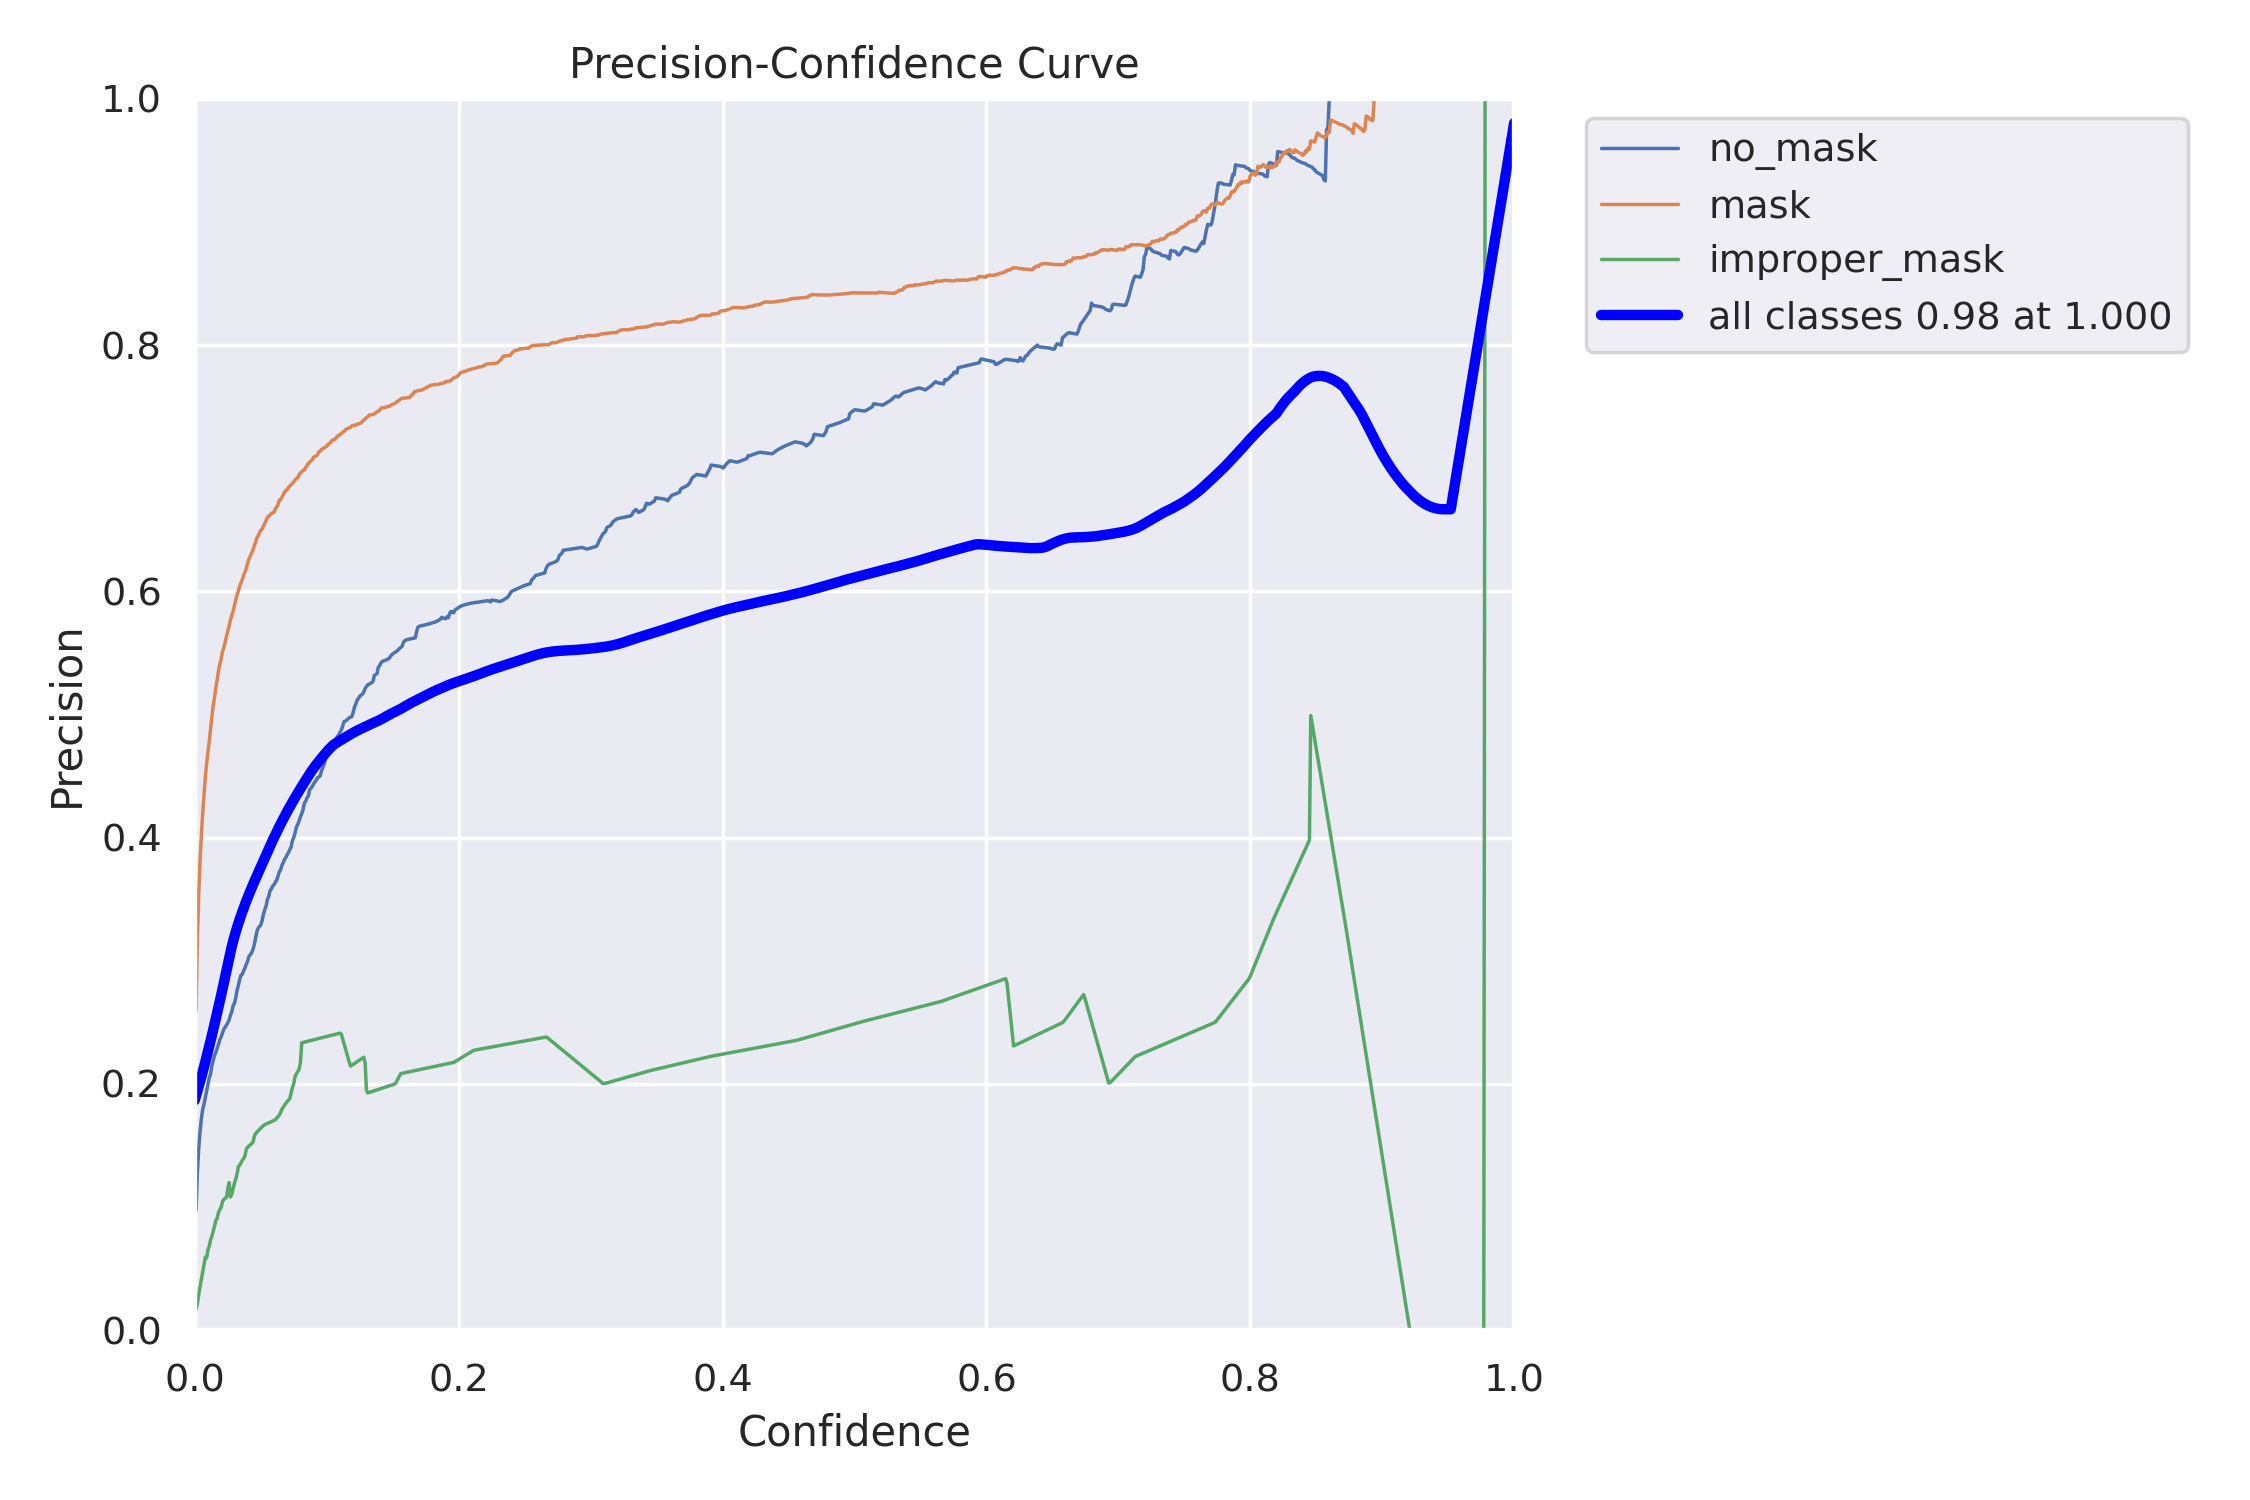 Precision-Confidence Curve
1.0
0.8
0.6
0.4
0.2
0.0
Precision
0.0 0.2 0.4 0.6 0.8 1.0
Confidence
no_mask
mask
improper_mask
all classes 0.98 at 1.000